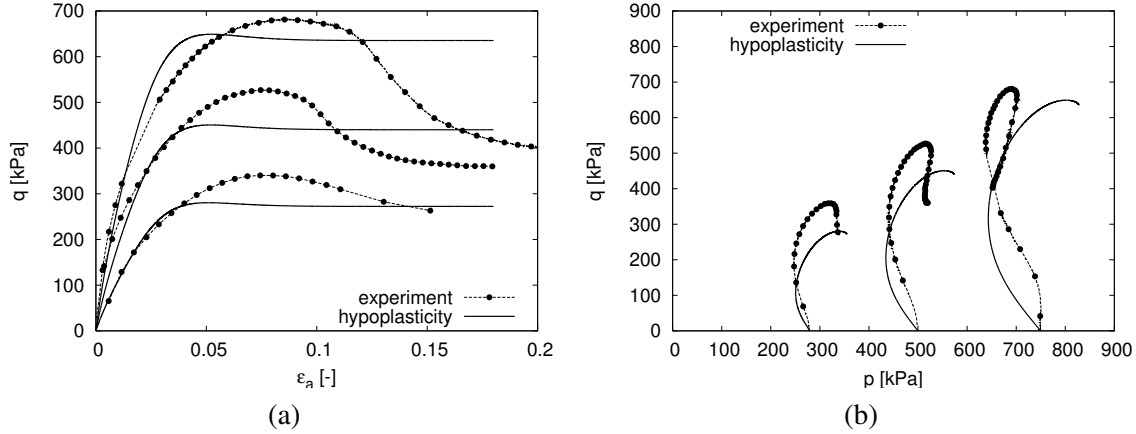 700
600
500
400
300
200
100
0
q [kPa]
experiment
hypoplasticity
0 0.05 0.1 0.15 0.2
εa [-]
(a)
900
800
700
600
500
400
300
200
100
0
q [kPa]
experiment
hypoplasticity
0 100 200 300 400 500 600 700 800 900
p [kPa]
(b)